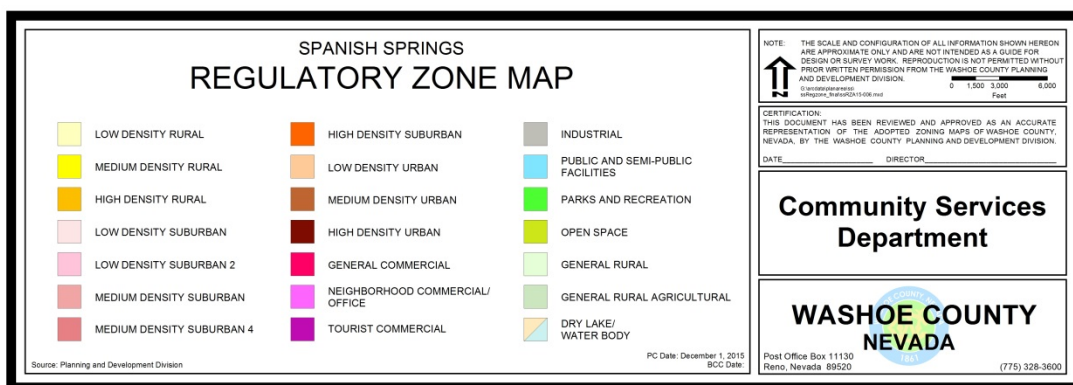 SPANISH SPRINGS
REGULATORY ZONE MAP
LOW DENSITY RURAL
MEDIUM DENSITY RURAL
HIGH DENSITY RURAL
LOW DENSITY SUBURBAN
LOW DENSITY SUBURBAN 2
MEDIUM DENSITY SUBURBAN
MEDIUM DENSITY SUBURBAN 4
HIGH DENSITY SUBURBAN
LOW DENSITY URBAN
MEDIUM DENSITY URBAN
HIGH DENSITY URBAN
GENERAL COMMERCIAL
NEIGHBORHOOD COMMERCIAL/
OFFICE
TOURIST COMMERCIAL
INDUSTRIAL
PUBLIC AND SEMI-PUBLIC
FACILITIES
PARKS AND RECREATION
OPEN SPACE
GENERAL RURAL
GENERAL RURAL AGRICULTURAL
DRY LAKE/
WATER BODY
Source: Planning and Development Division
PC Date: December 1, 2015
BCC Date:
NOTE: THE SCALE AND CONFIGURATION OF ALL INFORMATION SHOWN HEREON
ARE APPROXIMATE ONLY AND ARE NOT INTENDED AS A GUIDE FOR
DESIGN OR SURVEY WORK. REPRODUCTION IS NOT PERMITTED WITHOUT
PRIOR WRITTEN PERMISSION FROM THE WASHOE COUNTY PLANNING
AND DEVELOPMENT DIVISION.
N
0 1,500 3,000 6,000
Feet
CERTIFICATION:
THIS DOCUMENT HAS BEEN REVIEWED AND APPROVED AS AN ACCURATE
REPRESENTATION OF THE ADOPTED ZONING MAPS OF WASHOE COUNTY,
NEVADA, BY THE WASHOE COUNTY PLANNING AND DEVELOPMENT DIVISION.
DATE____________ DIRECTOR____________________
Community Services
Department
WASHOE COUNTY
NEVADA
1861
Post Office Box 11130
Reno, Nevada 89520
(775) 328-3600